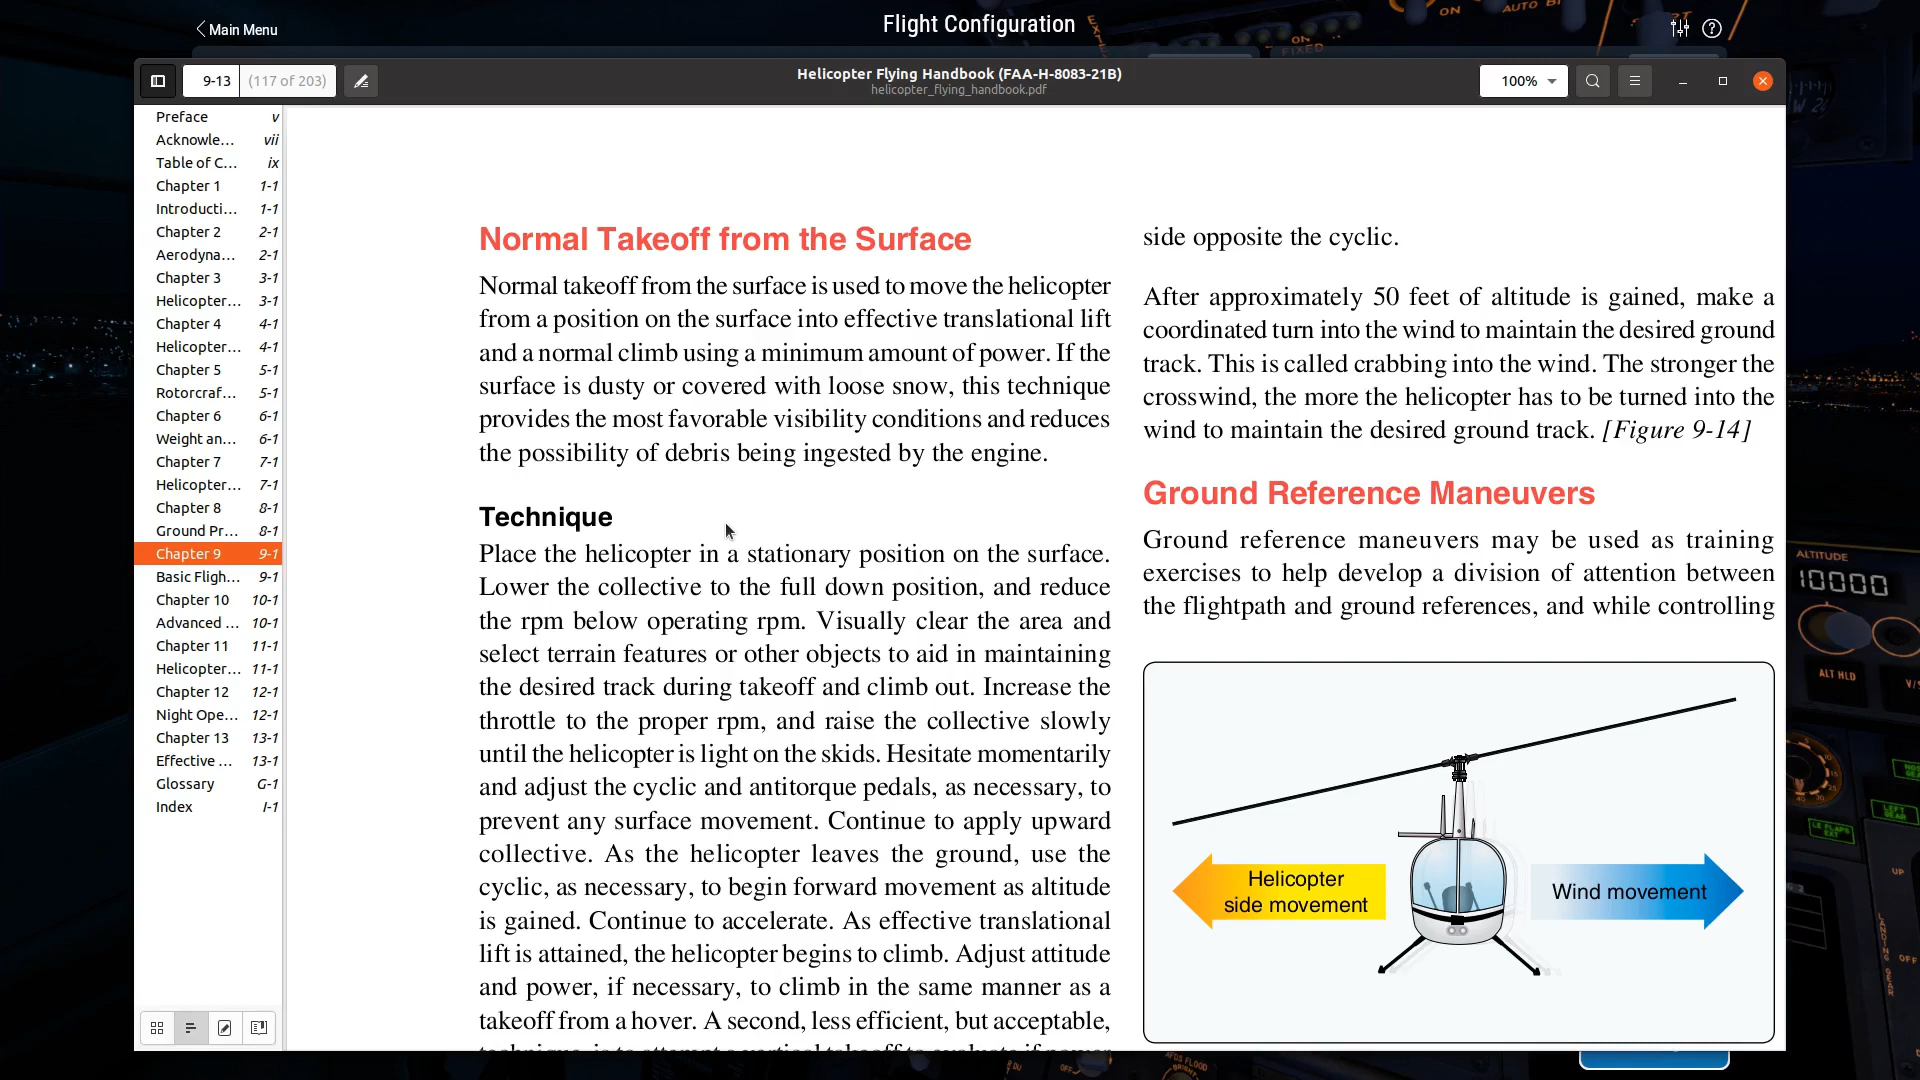 Main Menu
Flight Configuration
9-13 (117 of 203)
Helicopter Flying Handbook (FAA-H-8083-21B)
helicopter_flying_handbook.pdf
100%
Preface v
Acknowle... vii
Table of C... ix
Chapter 1 1-1
Introducti... 1-1
Chapter 2 2-1
Aerodyna... 2-1
Chapter 3 3-1
Helicopter... 3-1
Chapter 4 4-1
Helicopter... 4-1
Chapter 5 5-1
Rotorcraf... 5-1
Chapter 6 6-1
Weight an... 6-1
Chapter 7 7-1
Helicopter... 7-1
Chapter 8 8-1
Ground Pr... 8-1
Chapter 9 9-1
Basic Fligh... 9-1
Chapter 10 10-1
Advanced ... 10-1
Chapter 11 11-1
Helicopter... 11-1
Chapter 12 12-1
Night Ope... 12-1
Chapter 13 13-1
Effective ... 13-1
Glossary G-1
Index I-1
Normal Takeoff from the Surface
Normal takeoff from the surface is used to move the helicopter
from a position on the surface into effective translational lift
and a normal climb using a minimum amount of power. If the
surface is dusty or covered with loose snow, this technique
provides the most favorable visibility conditions and reduces
the possibility of debris being ingested by the engine.
Technique
Place the helicopter in a stationary position on the surface.
Lower the collective to the full down position, and reduce
the rpm below operating rpm. Visually clear the area and
select terrain features or other objects to aid in maintaining
the desired track during takeoff and climb out. Increase the
throttle to the proper rpm, and raise the collective slowly
until the helicopter is light on the skids. Hesitate momentarily
and adjust the cyclic and antitorque pedals, as necessary, to
prevent any surface movement. Continue to apply upward
collective. As the helicopter leaves the ground, use the
cyclic, as necessary, to begin forward movement as altitude
is gained. Continue to accelerate. As effective translational
lift is attained, the helicopter begins to climb. Adjust attitude
and power, if necessary, to climb in the same manner as a
takeoff from a hover. A second, less efficient, but acceptable,
side opposite the cyclic.
After approximately 50 feet of altitude is gained, make a
coordinated turn into the wind to maintain the desired ground
track. This is called crabbing into the wind. The stronger the
crosswind, the more the helicopter has to be turned into the
wind to maintain the desired ground track. [Figure 9-14]
Ground Reference Maneuvers
Ground reference maneuvers may be used as training
exercises to help develop a division of attention between
the flightpath and ground references, and while controlling
Helicopter
side movement
Wind movement
ON
AUTO
ON
FIXED
ALTITUDE
10000
ALT HLD
V/S
LEFT
GEAR
LE FLAPS
EXT
UP
OFF
LANDING GEAR
OFF
AFDS FLOOD
BRIGHT